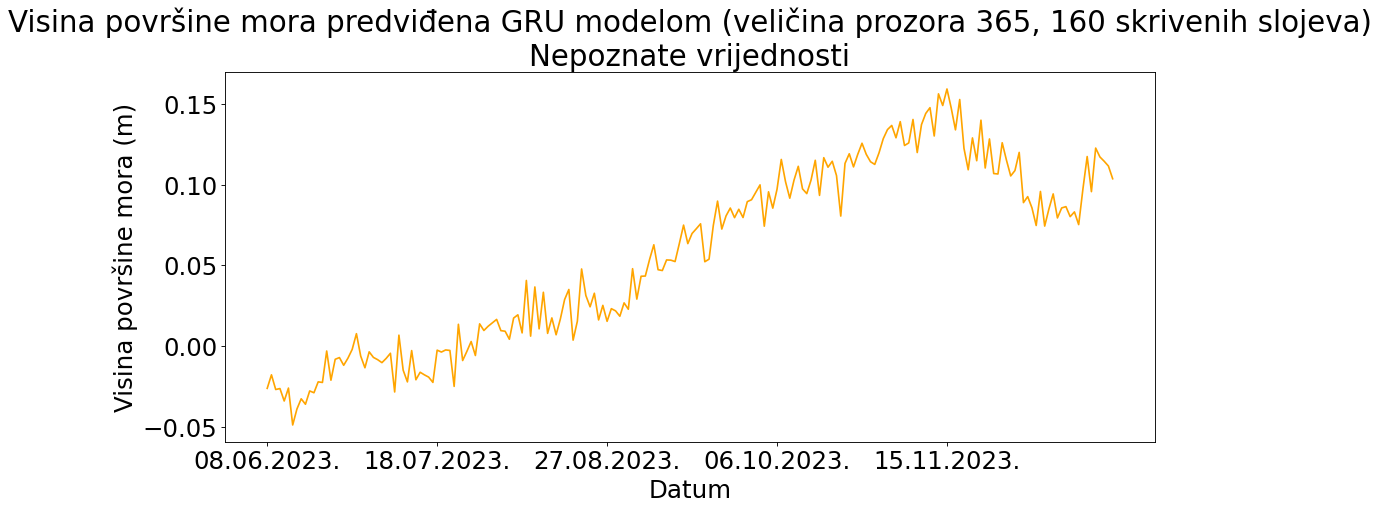 Visina površine mora predviđena GRU modelom (veličina prozora 365, 160 skrivenih slojeva)
Nepoznate vrijednosti
Visina površine mora (m)
0.15
0.10
0.05
0.00
−0.05
08.06.2023. 18.07.2023. 27.08.2023. 06.10.2023. 15.11.2023.
Datum